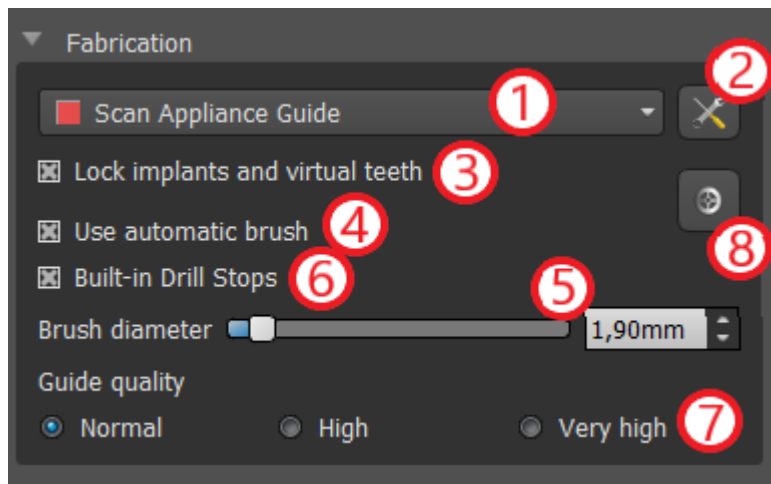 Fabrication
2
Scan Appliance Guide 1
Lock implants and virtual teeth 3
Use automatic brush 4
8
Built-in Drill Stops 6
Brush diameter 5 1,90mm
Guide quality
Normal High Very high 7